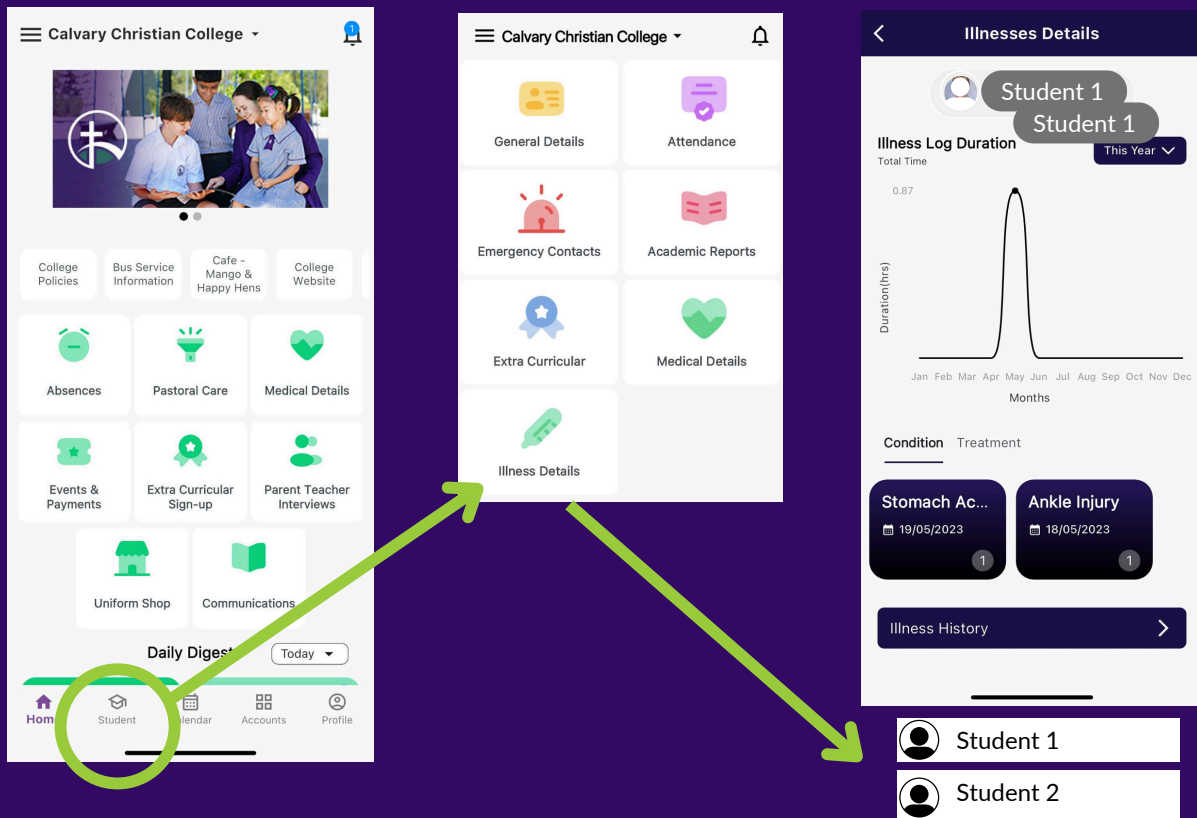 Calvary Christian College
1
College
Policies
Bus Service
Information
Cafe -
Mango &
Happy Hens
College
Website
Absences
Pastoral Care
Medical Details
Events &
Payments
Extra Curricular
Sign-up
Parent Teacher
Interviews
Uniform Shop
Communications
Daily Digest
Today
Home
Student
Calendar
Accounts
Profile
Calvary Christian College
General Details
Attendance
Emergency Contacts
Academic Reports
Extra Curricular
Medical Details
Illness Details
Illnesses Details
Student 1
Student 1
Illness Log Duration
Total Time
This Year
0.87
Duration(hrs)
Jan Feb Mar Apr May Jun Jul Aug Sep Oct Nov Dec
Months
Condition Treatment
Stomach Ac...
19/05/2023
1
Ankle Injury
18/05/2023
1
Illness History
Student 1
Student 2